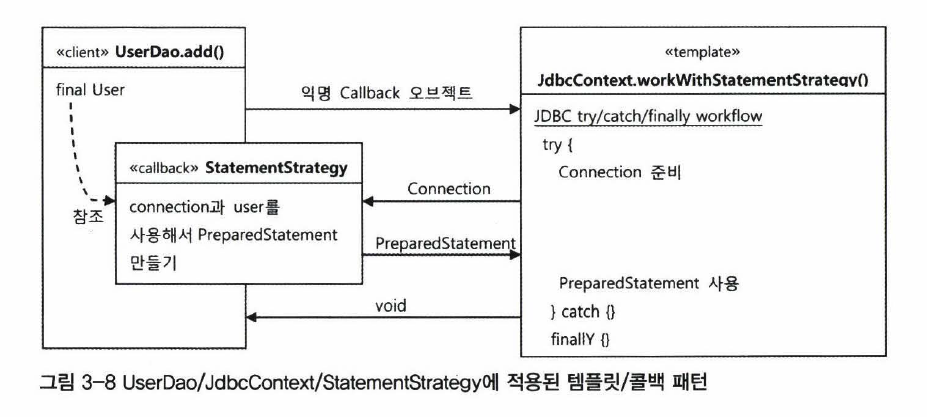 «client» UserDao.add()
final User
참조
익명 Callback 오브젝트
«callback» StatementStrategy
connection과 user를
사용해서 PreparedStatement
만들기
Connection
PreparedStatement
void
«template»
JdbcContext.workWithStatementStrategy()
JDBC try/catch/finally workflow
try {
Connection 준비
PreparedStatement 사용
} catch {}
finallY {}
그림 3-8 UserDao/JdbcContext/StatementStrategy에 적용된 템플릿/콜백 패턴